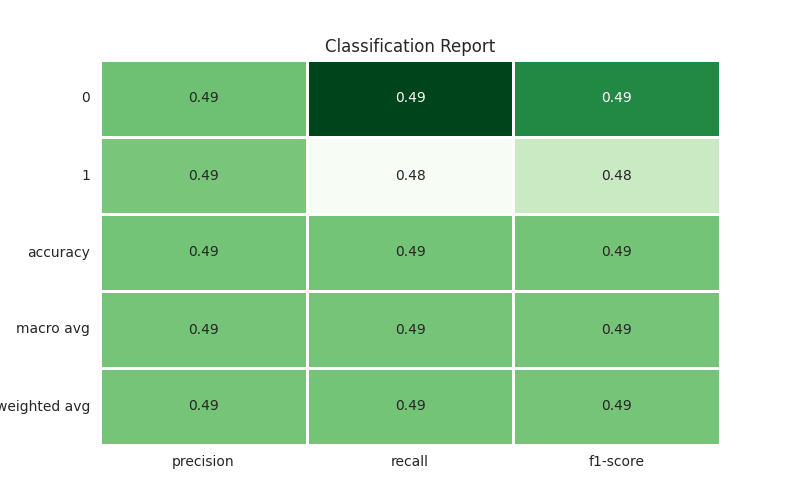 Classification Report
0 0.49 0.49 0.49
1 0.49 0.48 0.48
accuracy 0.49 0.49 0.49
macro avg 0.49 0.49 0.49
weighted avg 0.49 0.49 0.49
precision recall f1-score